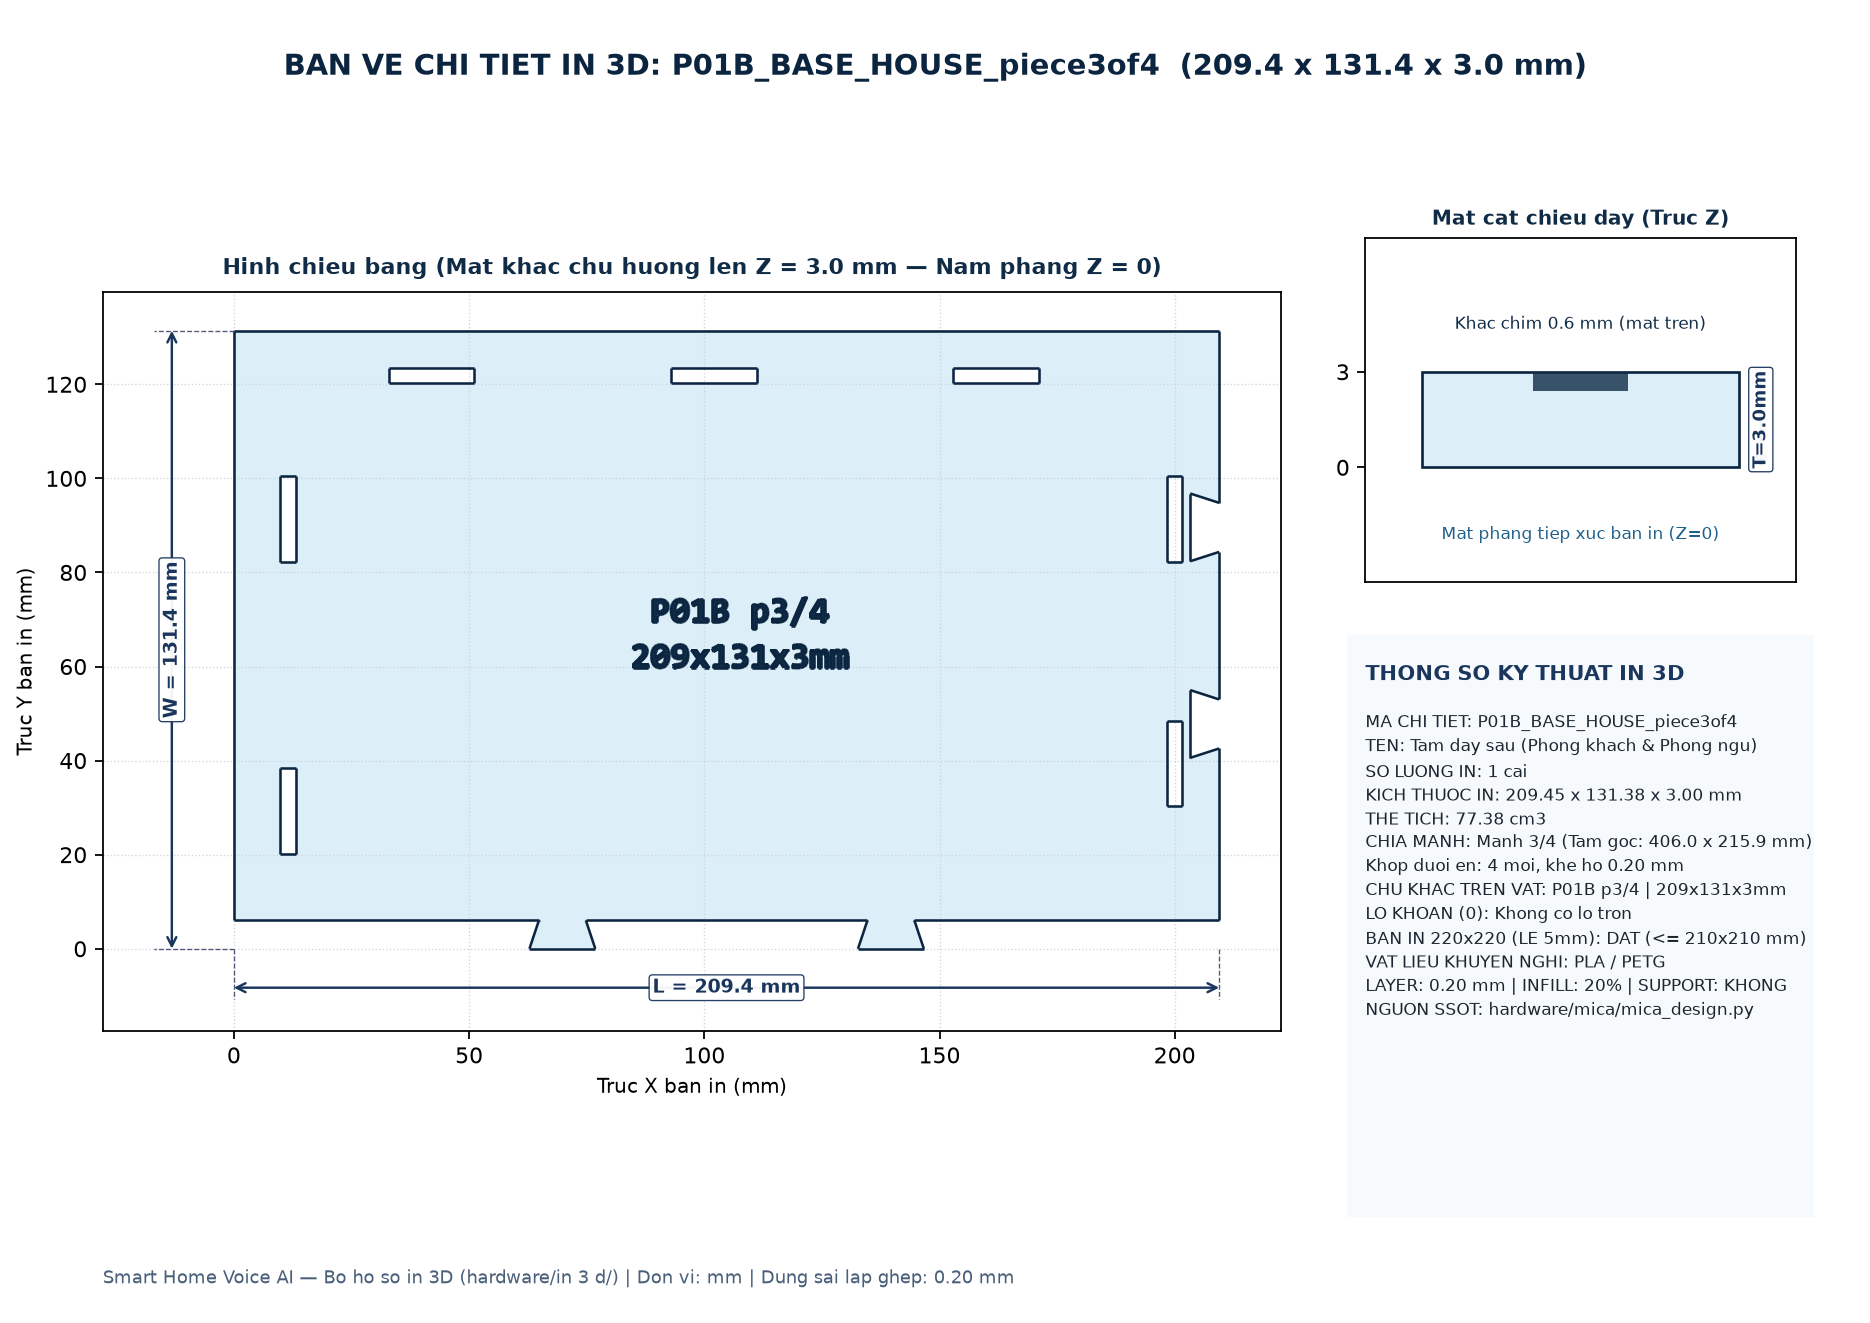 BAN VE CHI TIET IN 3D: P01B_BASE_HOUSE_piece3of4  (209.4 x 131.4 x 3.0 mm)
Hinh chieu bang (Mat khac chu huong len Z = 3.0 mm — Nam phang Z = 0)
120
100
80
60
40
20
0
Truc Y ban in (mm)
W = 131.4 mm
P01B p3/4
209x131x3mm
L = 209.4 mm
0
50
100
150
200
Truc X ban in (mm)
Mat cat chieu day (Truc Z)
Khac chim 0.6 mm (mat tren)
3
0
T=3.0mm
Mat phang tiep xuc ban in (Z=0)
THONG SO KY THUAT IN 3D
MA CHI TIET: P01B_BASE_HOUSE_piece3of4
TEN: Tam day sau (Phong khach & Phong ngu)
SO LUONG IN: 1 cai
KICH THUOC IN: 209.45 x 131.38 x 3.00 mm
THE TICH: 77.38 cm3
CHIA MANH: Manh 3/4 (Tam goc: 406.0 x 215.9 mm)
Khop duoi en: 4 moi, khe ho 0.20 mm
CHU KHAC TREN VAT: P01B p3/4 | 209x131x3mm
LO KHOAN (0): Khong co lo tron
BAN IN 220x220 (LE 5mm): DAT (<= 210x210 mm)
VAT LIEU KHUYEN NGHI: PLA / PETG
LAYER: 0.20 mm | INFILL: 20% | SUPPORT: KHONG
NGUON SSOT: hardware/mica/mica_design.py
Smart Home Voice AI — Bo ho so in 3D (hardware/in 3 d/) | Don vi: mm | Dung sai lap ghep: 0.20 mm